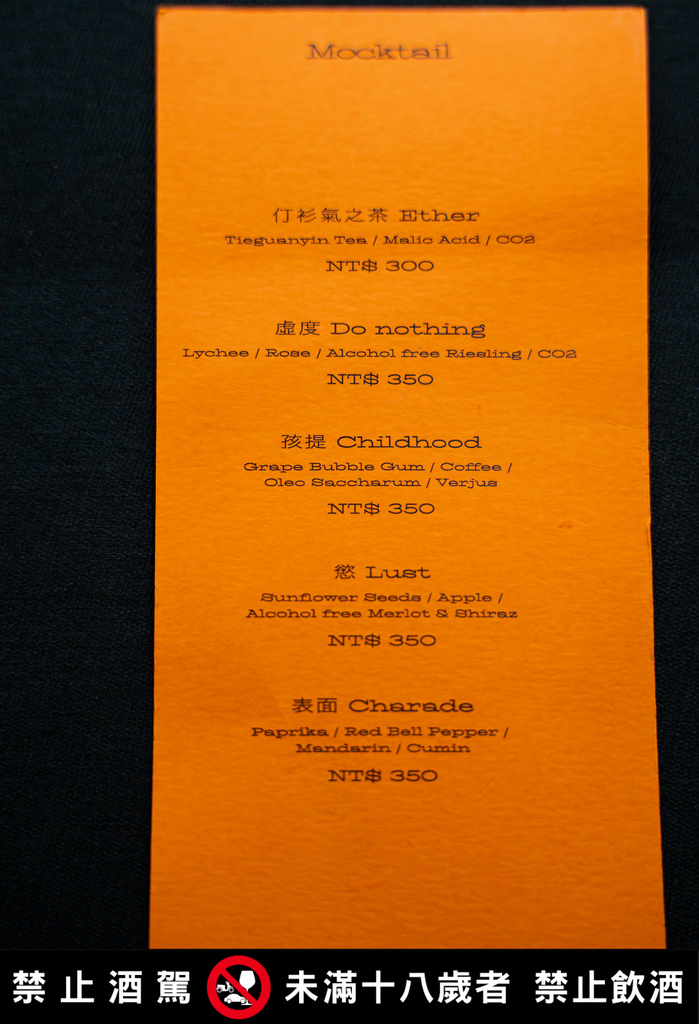 Mocktail
仃衫氣之茶 Ether
Tieguanyin Tea / Malic Acid / CO2
NT$ 300
虛度 Do nothing
Lychee / Rose / Alcohol free Riesling / CO2
NT$ 350
孩提 Childhood
Grape Bubble Gum / Coffee /
Oleo Saccharum / Verjus
NT$ 350
慾 Lust
Sunflower Seeds / Apple /
Alcohol free Merlot & Shiraz
NT$ 350
表面 Charade
Paprika / Red Bell Pepper /
Mandarin / Cumin
NT$ 350
禁止酒駕 未滿十八歲者 禁止飲酒